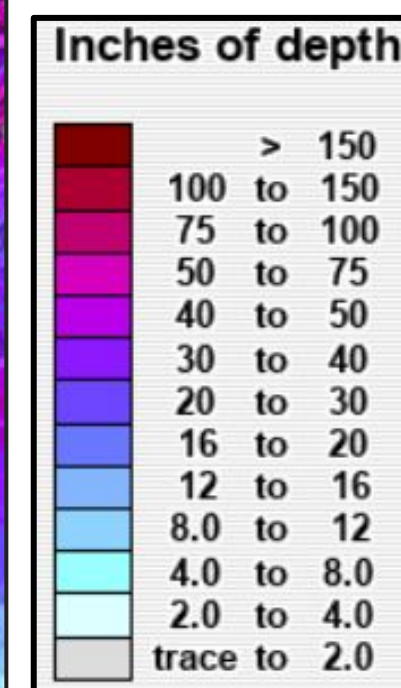 Inches of depth
> 150
100 to 150
75 to 100
50 to 75
40 to 50
30 to 40
20 to 30
16 to 20
12 to 16
8.0 to 12
4.0 to 8.0
2.0 to 4.0
trace to 2.0